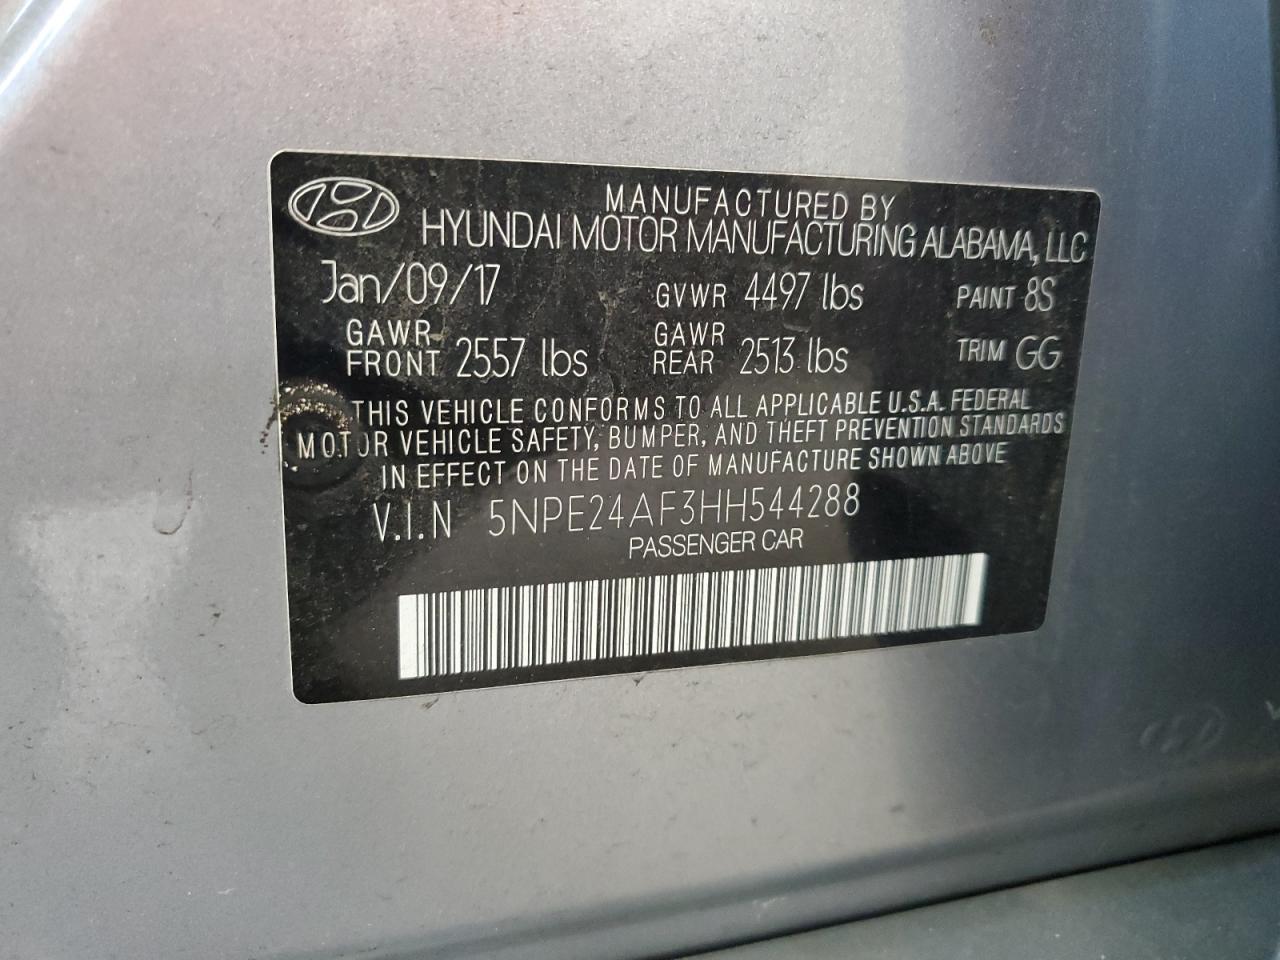 MANUFACTURED BY
HYUNDAI MOTOR MANUFACTURING ALABAMA, LLC
Jan/09/17 GVWR 4497 lbs PAINT 8S
GAWR FRONT 2557 lbs GAWR REAR 2513 lbs TRIM GG
THIS VEHICLE CONFORMS TO ALL APPLICABLE U.S.A. FEDERAL
MOTOR VEHICLE SAFETY, BUMPER, AND THEFT PREVENTION STANDARDS
IN EFFECT ON THE DATE OF MANUFACTURE SHOWN ABOVE
V.I.N 5NPE24AF3HH544288
PASSENGER CAR